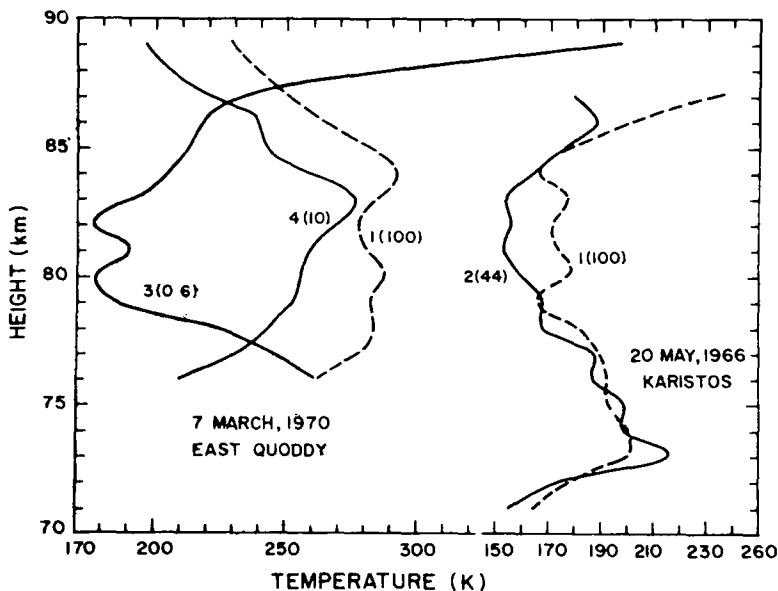 90
85
80
75
70
HEIGHT (km)
4(10)
1(100)
3(0 6)
2(44)
1(100)
7 MARCH, 1970
EAST QUODDY
20 MAY, 1966
KARISTOS
170 200 250 300 150 170 190 210 230 260
TEMPERATURE (K)